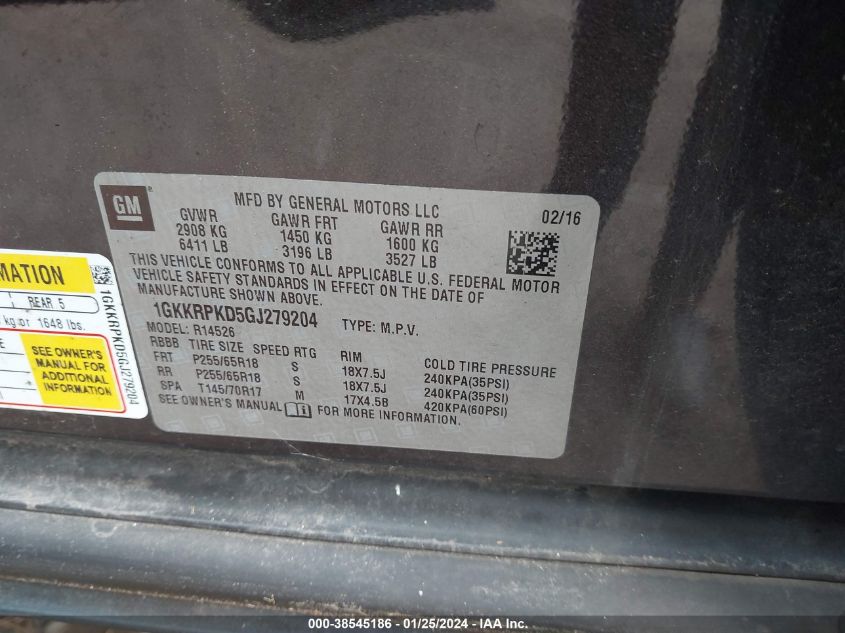 GM
MFD BY GENERAL MOTORS LLC
02/16
GVWR GAWR FRT GAWR RR
2908 KG 1450 KG 1600 KG
6411 LB 3196 LB 3527 LB
THIS VEHICLE CONFORMS TO ALL APPLICABLE U.S. FEDERAL MOTOR
VEHICLE SAFETY STANDARDS IN EFFECT ON THE DATE OF
MANUFACTURE SHOWN ABOVE.
1GKKRPKD5GJ279204 TYPE: M.P.V.
MODEL: R14526
RBBB TIRE SIZE SPEED RTG RIM COLD TIRE PRESSURE
FRT P255/65R18 S 18X7.5J 240KPA(35PSI)
RR P255/65R18 S 18X7.5J 240KPA(35PSI)
SPA T145/70R17 M 17X4.5B 420KPA(60PSI)
SEE OWNER'S MANUAL i FOR MORE INFORMATION.
REAR 5
1648 lbs.
SEE OWNER'S
MANUAL FOR
ADDITIONAL
INFORMATION
1GKKRPKD5GJ279204
000-38545186 - 01/25/2024 - IAA, Inc.